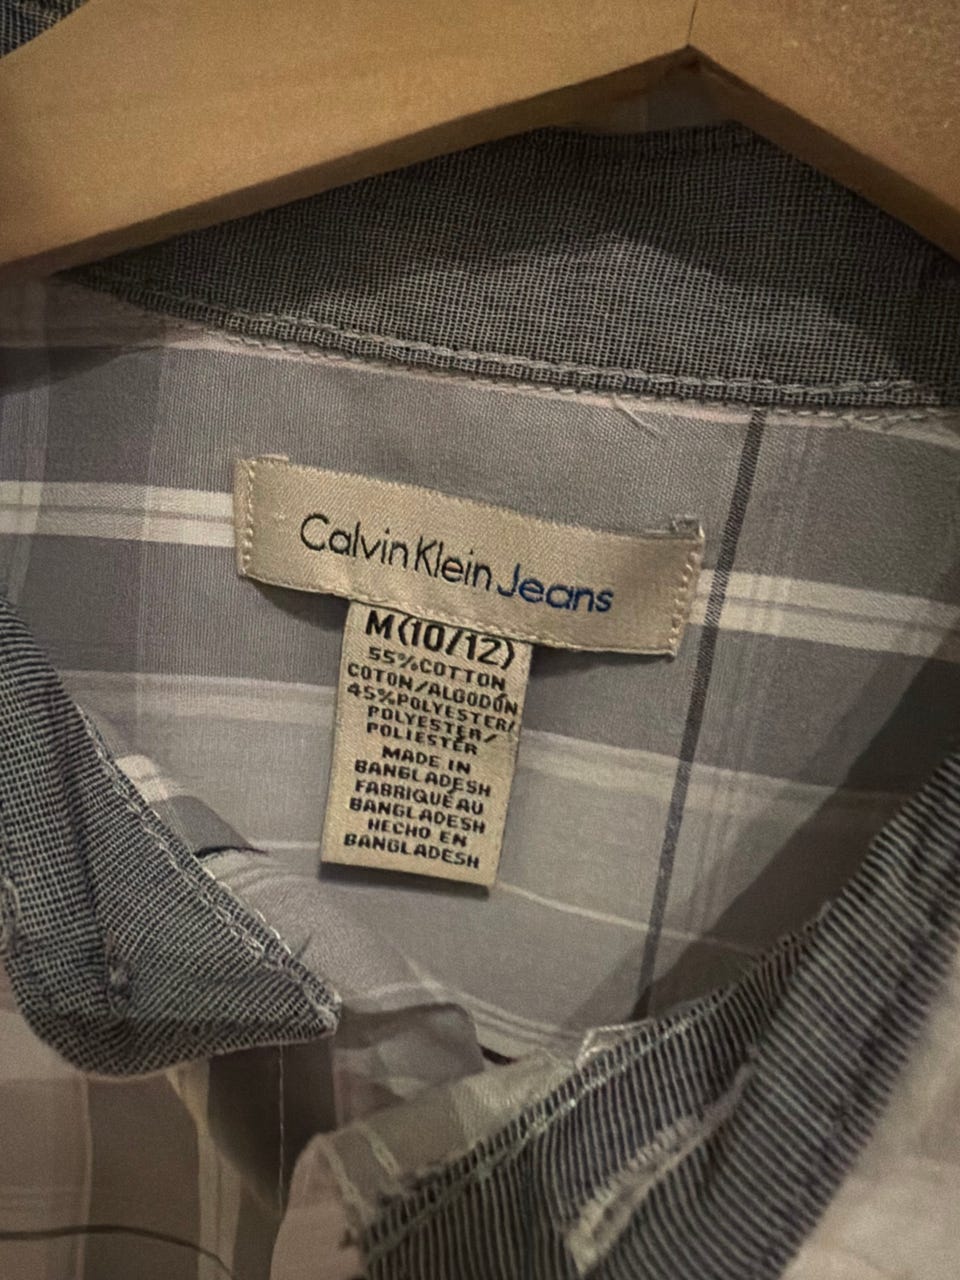 Calvin Klein Jeans
M(10/12)
55%COTTON
COTON/ALGODÓN
45%POLYESTER/
POLYESTER/
POLIESTÉR
MADE IN
BANGLADESH
FABRIQUÉ AU
BANGLADESH
HECHO EN
BANGLADESH